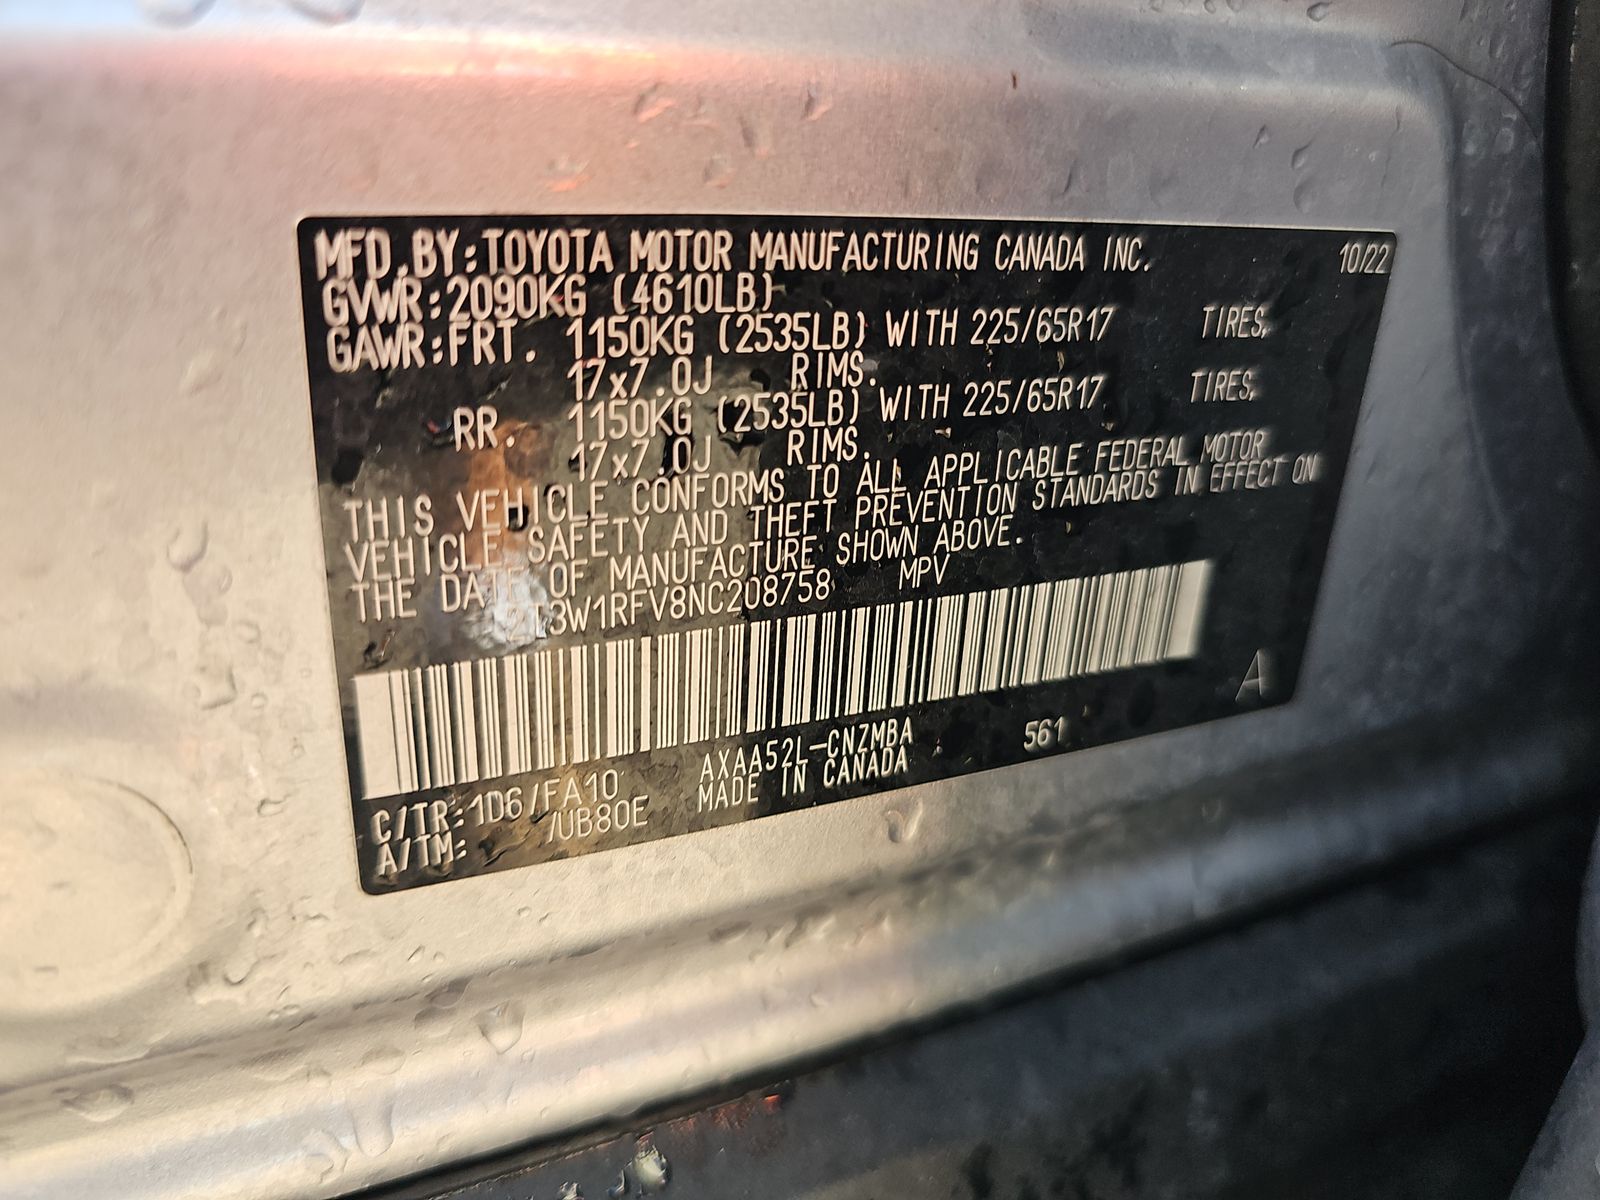 MFD.BY:TOYOTA MOTOR MANUFACTURING CANADA INC. 10/22
GVWR:2090KG (4610LB)
GAWR:FRT. 1150KG (2535LB) WITH 225/65R17 TIRES,
17x7.0J RIMS.
RR. 1150KG (2535LB) WITH 225/65R17 TIRES,
17x7.0J RIMS.
THIS VEHICLE CONFORMS TO ALL APPLICABLE FEDERAL MOTOR
VEHICLE SAFETY AND THEFT PREVENTION STANDARDS IN EFFECT ON
THE DATE OF MANUFACTURE SHOWN ABOVE.
2T3W1RFV8NC208758 MPV
A
C/TR:1D6/FA10 AXAA52L-CNZMBA 561
A/TM: /UB80E MADE IN CANADA